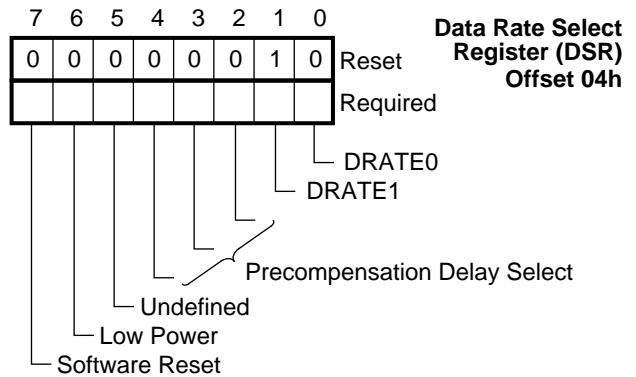 7 6 5 4 3 2 1 0
Data Rate Select
Register (DSR)
Offset 04h
0 0 0 0 0 0 1 0 Reset
Required
DRATE0
DRATE1
Precompensation Delay Select
Undefined
Low Power
Software Reset